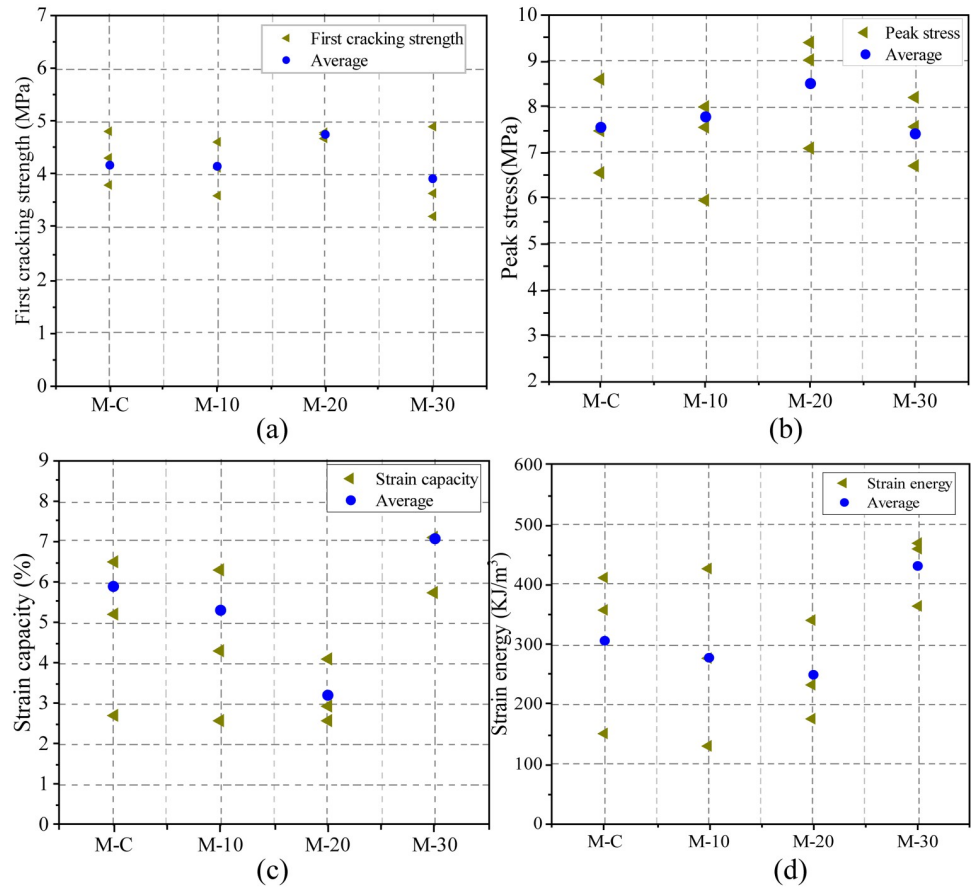 First cracking strength (MPa)
7
6
5
4
3
2
1
0
First cracking strength
Average
M-C M-10 M-20 M-30
(a)
Peak stress(MPa)
10
9
8
7
6
5
4
3
2
Peak stress
Average
M-C M-10 M-20 M-30
(b)
Strain capacity (%)
9
8
7
6
5
4
3
2
1
0
Strain capacity
Average
M-C M-10 M-20 M-30
(c)
Strain energy (KJ/m³)
600
500
400
300
200
100
0
Strain energy
Average
M-C M-10 M-20 M-30
(d)